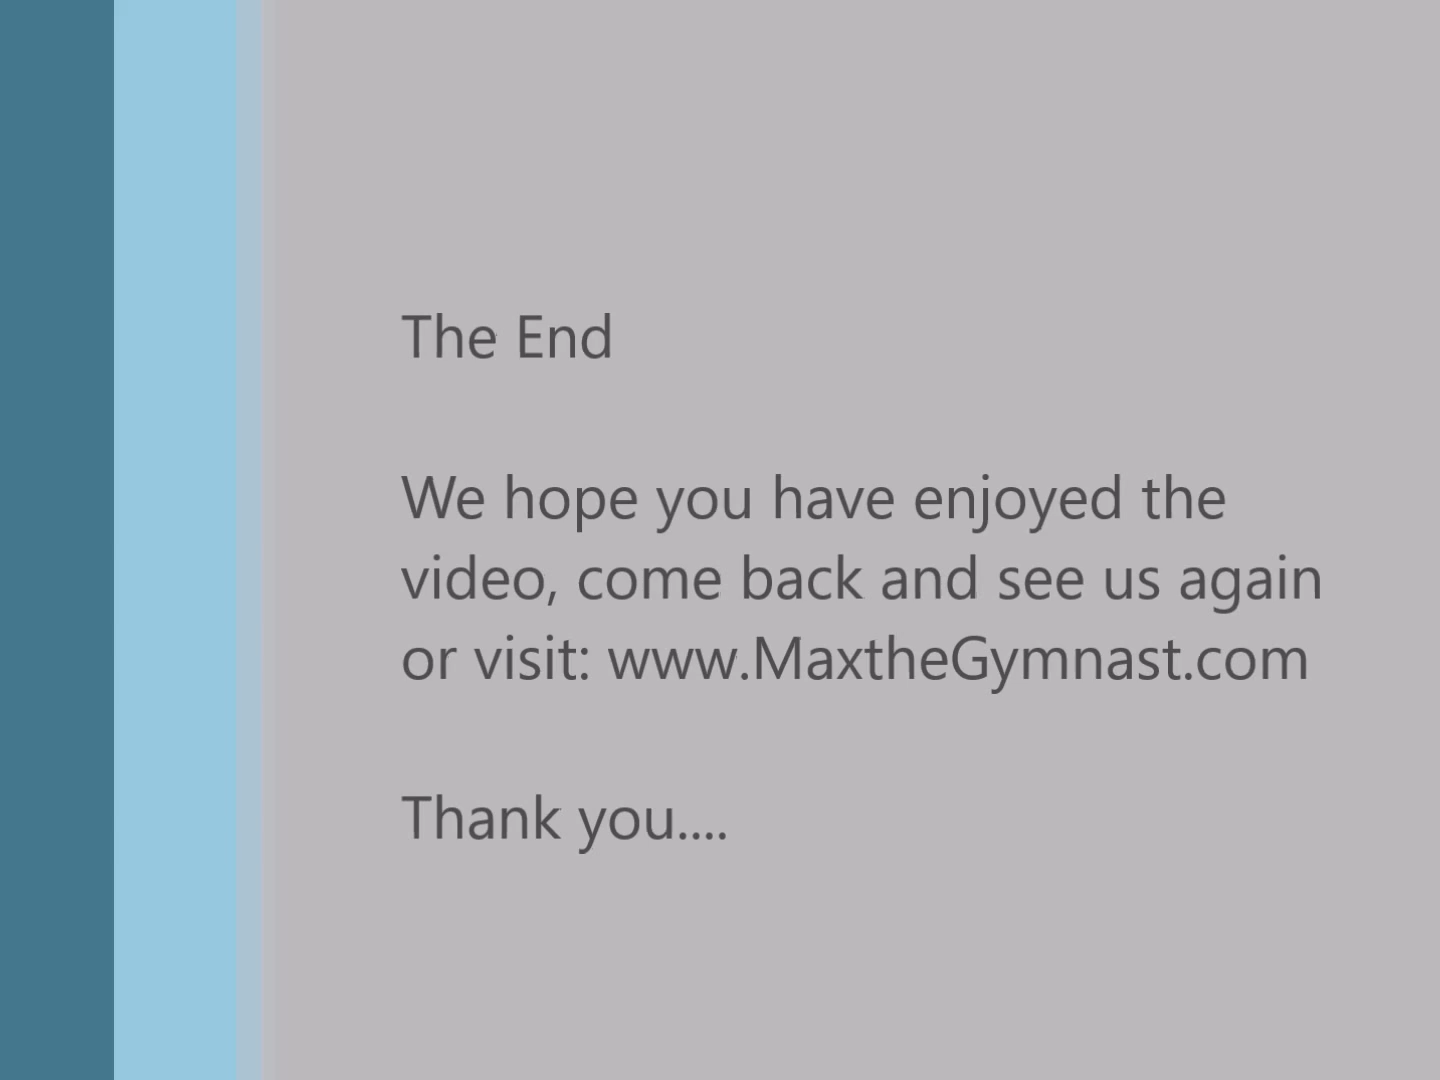 The End
We hope you have enjoyed the
video, come back and see us again
or visit: www.MaxtheGymnast.com
Thank you....